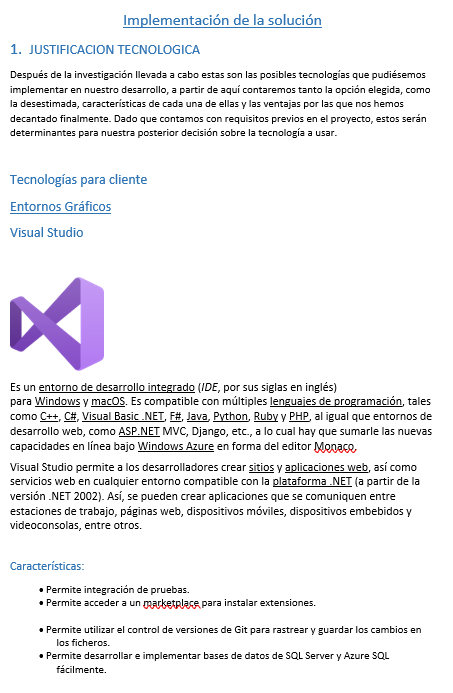 Implementación de la solución
1. JUSTIFICACION TECNOLOGICA
Después de la investigación llevada a cabo estas son las posibles tecnologías que pudiésemos
implementar en nuestro desarrollo, a partir de aquí contaremos tanto la opción elegida, como
la desestimada, características de cada una de ellas y las ventajas por las que nos hemos
decantado finalmente. Dado que contamos con requisitos previos en el proyecto, estos serán
determinantes para nuestra posterior decisión sobre la tecnología a usar.
Tecnologías para cliente
Entornos Gráficos
Visual Studio
Es un entorno de desarrollo integrado (IDE, por sus siglas en inglés)
para Windows y macOS. Es compatible con múltiples lenguajes de programación, tales
como C++, C#, Visual Basic .NET, F#, Java, Python, Ruby y PHP, al igual que entornos de
desarrollo web, como ASP.NET MVC, Django, etc., a lo cual hay que sumarle las nuevas
capacidades en línea bajo Windows Azure en forma del editor Monaco.
Visual Studio permite a los desarrolladores crear sitios y aplicaciones web, así como
servicios web en cualquier entorno compatible con la plataforma .NET (a partir de la
versión .NET 2002). Así, se pueden crear aplicaciones que se comuniquen entre
estaciones de trabajo, páginas web, dispositivos móviles, dispositivos embebidos y
videoconsolas, entre otros.
Características:
• Permite integración de pruebas.
• Permite acceder a un marketplace para instalar extensiones.
• Permite utilizar el control de versiones de Git para rastrear y guardar los cambios en
los ficheros.
• Permite desarrollar e implementar bases de datos de SQL Server y Azure SQL
fácilmente.